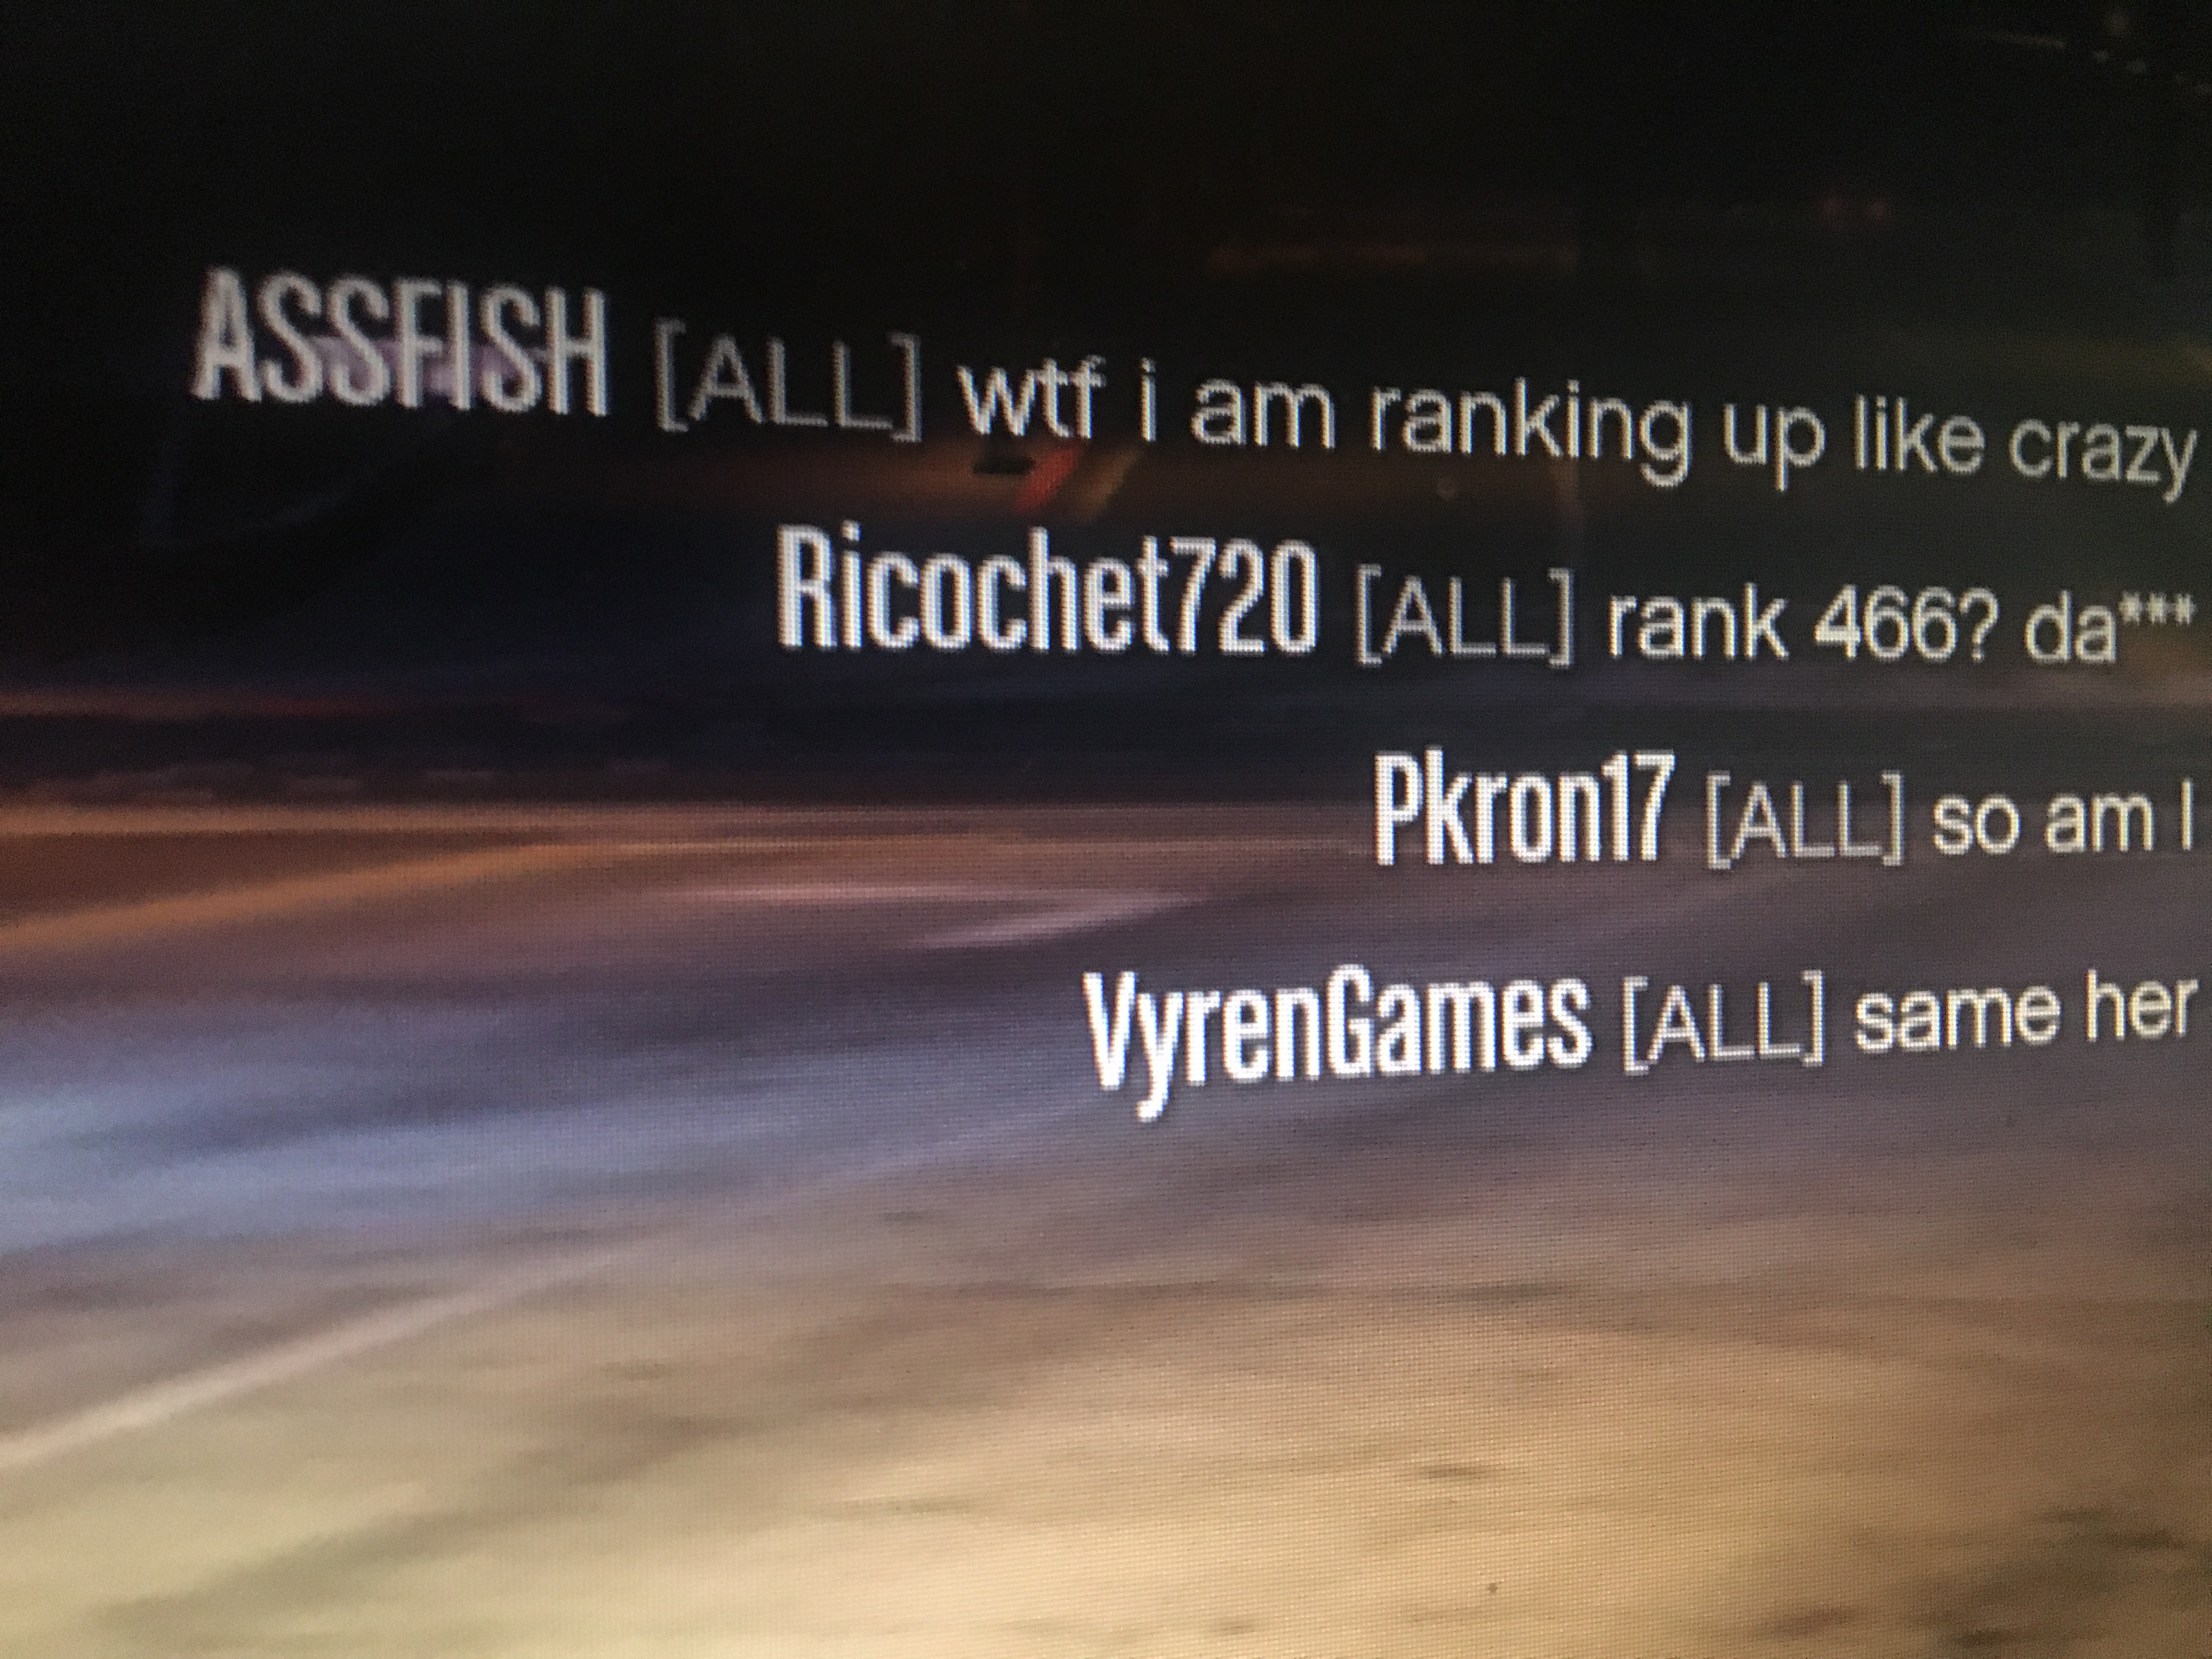 ASSFISH [ALL] wtf i am ranking up like crazy
Ricochet720 [ALL] rank 466? da***
Pkron17 [ALL] so am I
VyrenGames [ALL] same her